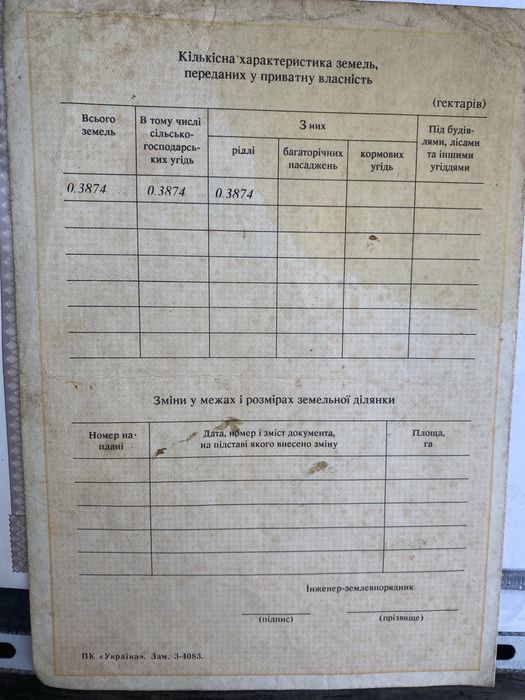 Кількісна характеристика земель,
переданих у приватну власність
(гектарів)
Всього
земель
В тому числі
сільсько-
господарсь-
ких угідь
З них
ріллі
багаторічних
насаджень
кормових
угідь
Під будів-
лями, лісами
та іншими
угіддями
0.3874 0.3874 0.3874
Зміни у межах і розмірах земельної ділянки
Номер на
плані
Дата, номер і зміст документа,
на підставі якого внесено зміну
Площа,
га
Інженер-землевпорядник
(підпис) (прізвище)
ПК «Україна». Зам. 3-4083.